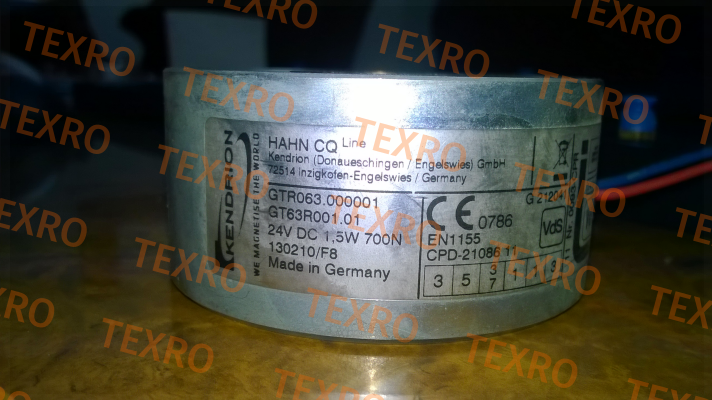 KENDRION
WE MAGNETISE THE WORLD
HAHN CQ Line
Kendrion (Donaueschingen / Engelswies) GmbH
72514 Inzigkofen-Engelswies / Germany
GTR063.000001
GT63R001.01
24V DC 1,5W 700N
130210/F8
Made in Germany
CE 0786
EN1155
CPD-21086
3 5 3/7
VdS
TEXRO